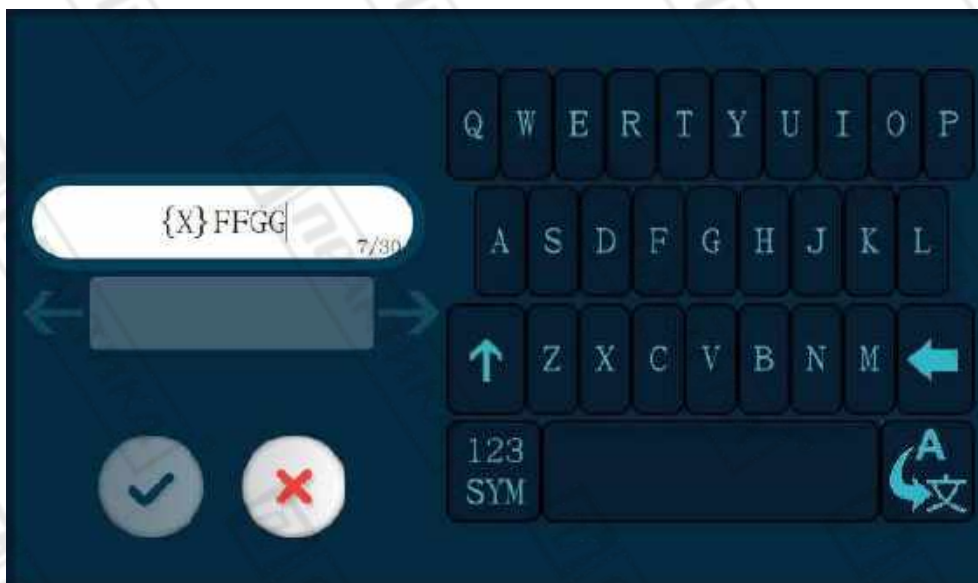 {X}FFGG
7/30
Q W E R T Y U I O P
A S D F G H J K L
Z X C V B N M
123
SYM
A
文